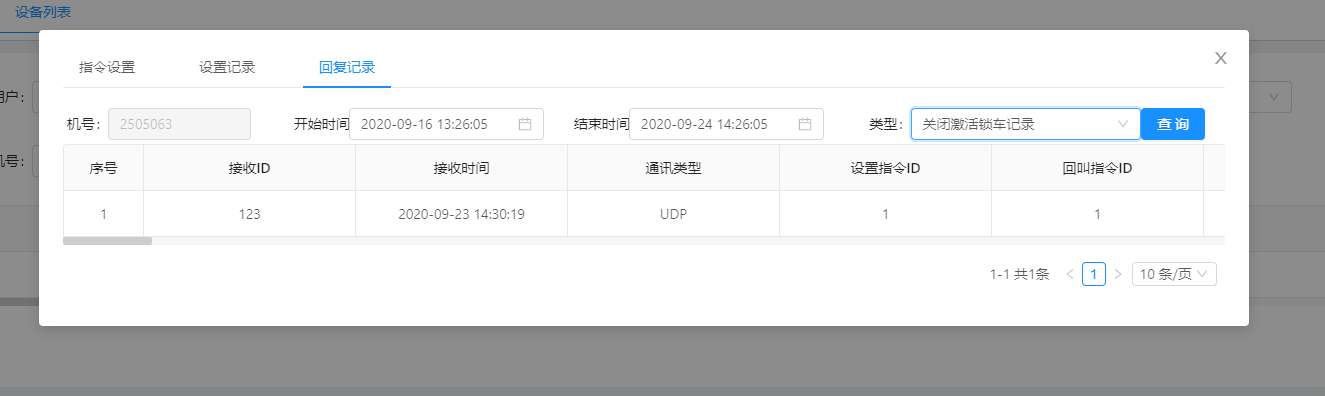 设备列表
指令设置 设置记录 回复记录
用户:
机号: 2505063 开始时间 2020-09-16 13:26:05 结束时间 2020-09-24 14:26:05 类型: 关闭激活锁车记录 查 询
机号:
序号 接收ID 接收时间 通讯类型 设置指令ID 回叫指令ID
1 123 2020-09-23 14:30:19 UDP 1 1
1-1 共1条 1 10 条/页